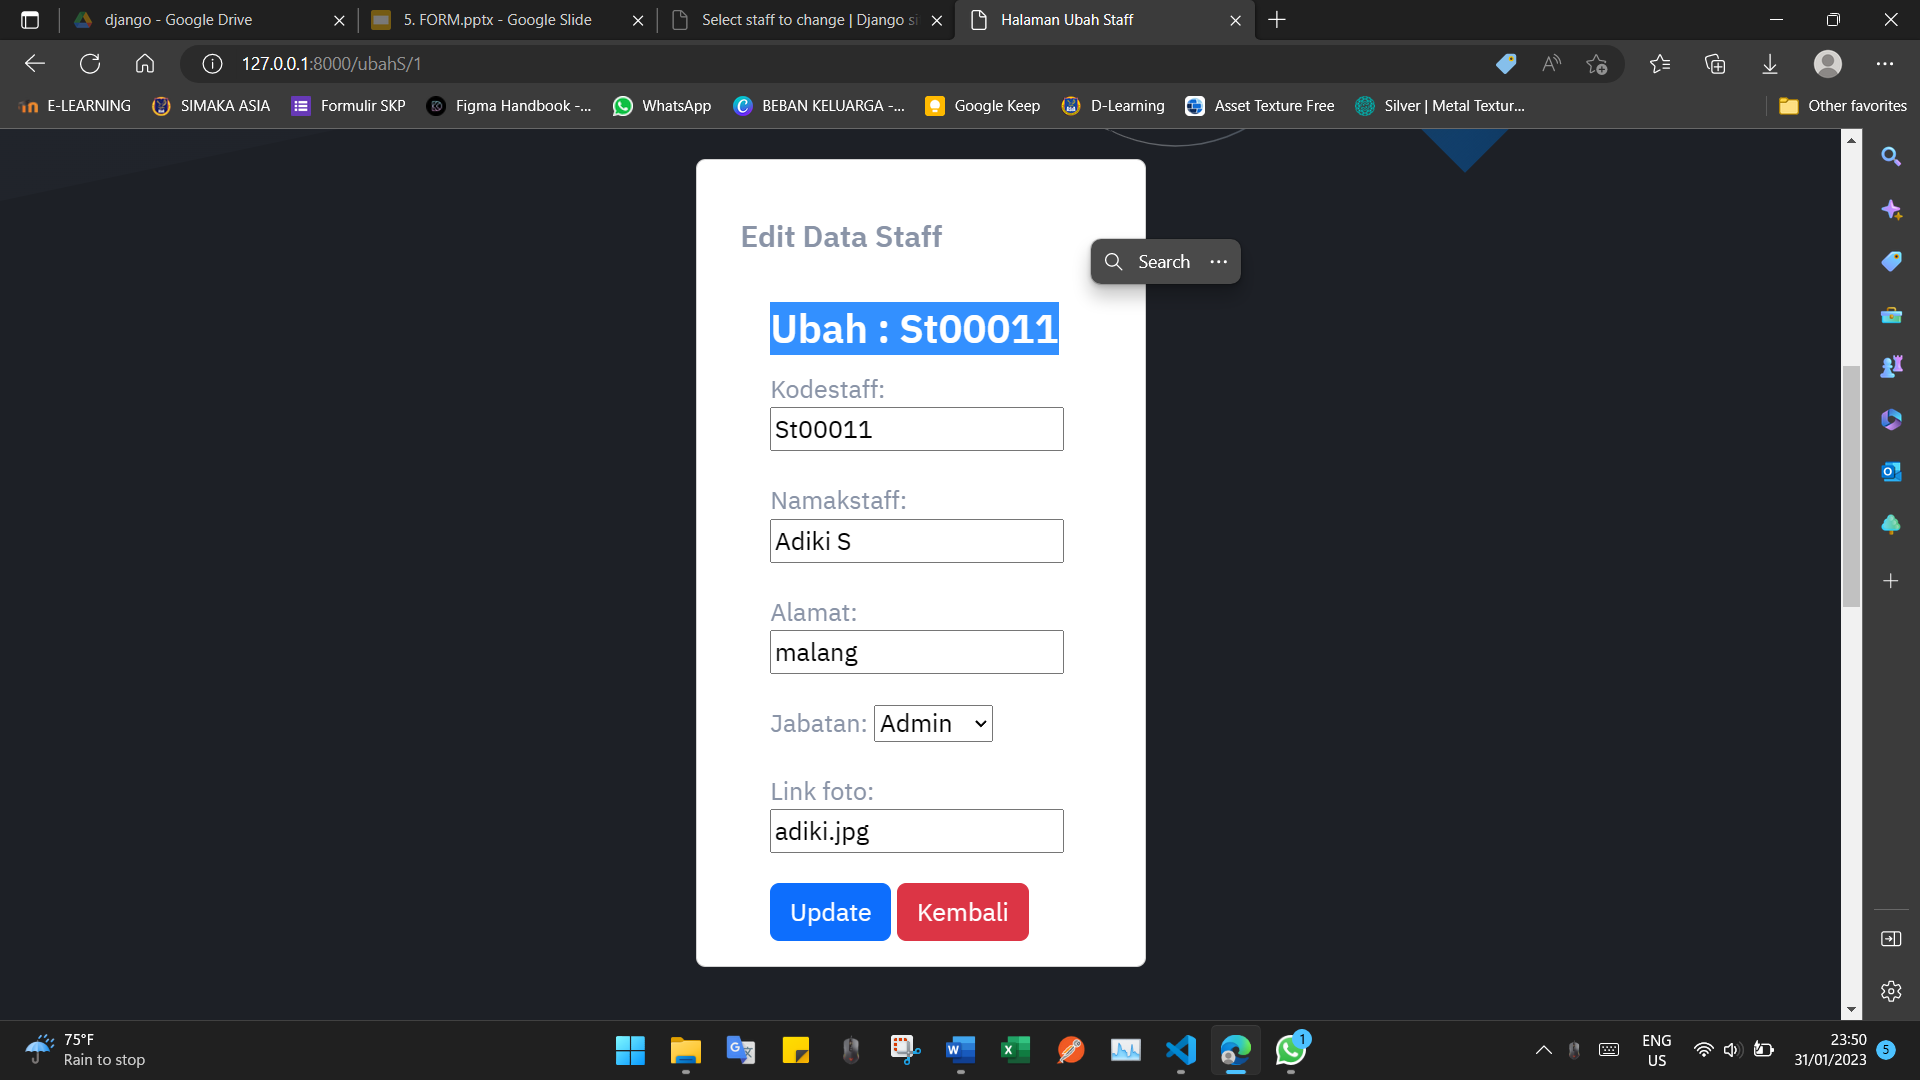 django - Google Drive
5. FORM.pptx - Google Slide
Select staff to change | Django si
Halaman Ubah Staff
127.0.0.1:8000/ubahS/1
E-LEARNING
SIMAKA ASIA
Formulir SKP
Figma Handbook -...
WhatsApp
BEBAN KELUARGA -...
Google Keep
D-Learning
Asset Texture Free
Silver | Metal Textur...
Other favorites
Edit Data Staff
Search
Ubah : St00011
Kodestaff:
St00011
Namakstaff:
Adiki S
Alamat:
malang
Jabatan: Admin
Link foto:
adiki.jpg
Update
Kembali
75°F
Rain to stop
1
ENG
US
23:50
31/01/2023
5